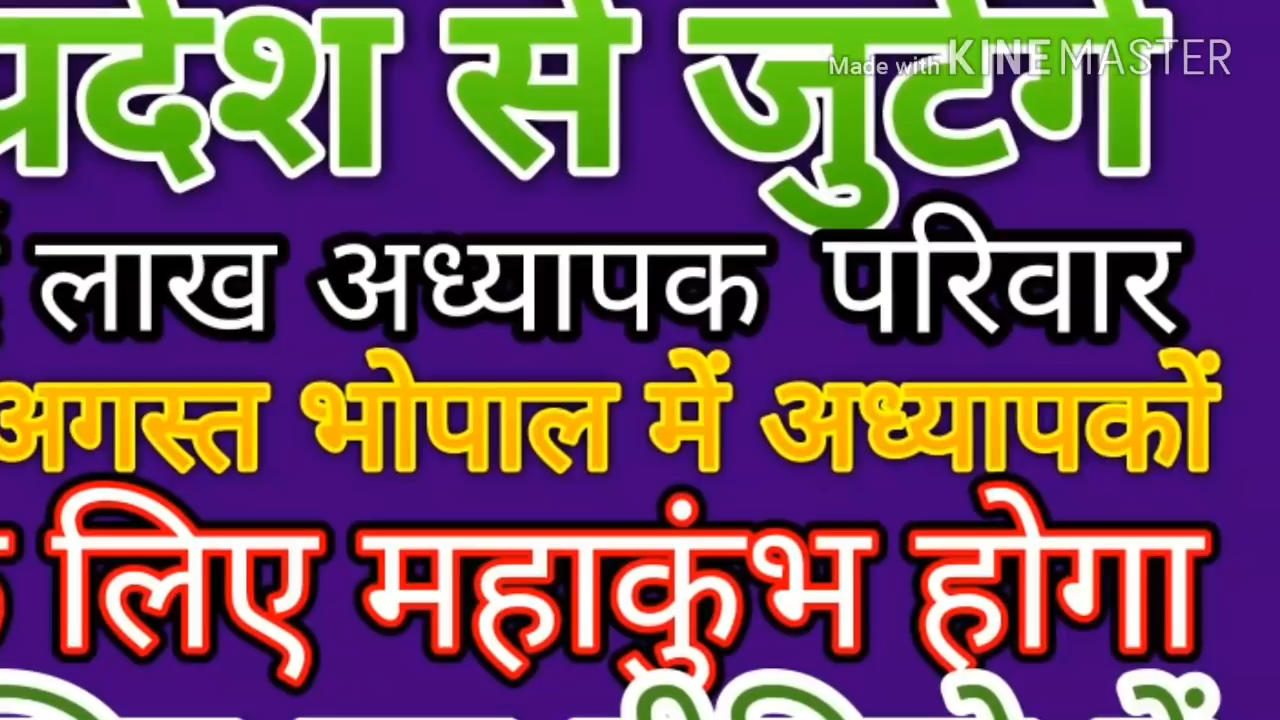 प्रदेश से जुटेंगे
Made with KINEMASTER
लाख अध्यापक परिवार
अगस्त भोपाल में अध्यापकों
लिए महाकुंभ होगा